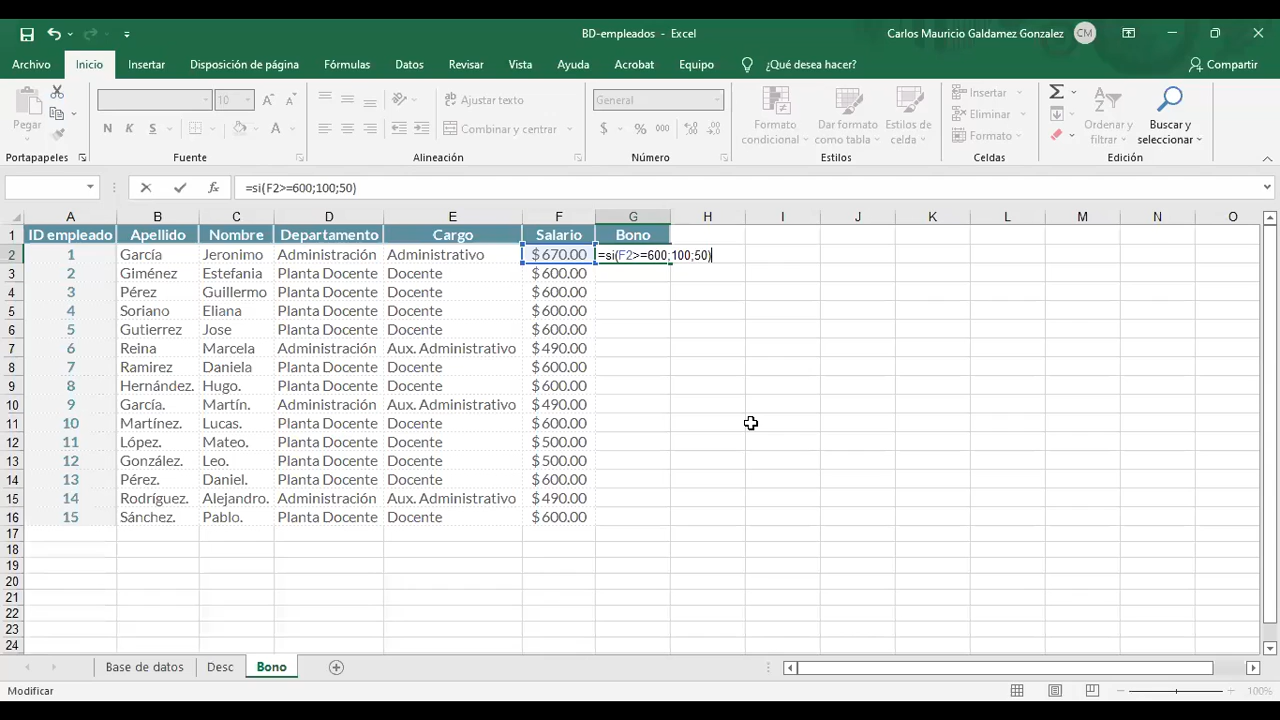 BD-empleados - Excel
Carlos Mauricio Galdamez Gonzalez CM
Archivo Inicio Insertar Disposición de página Fórmulas Datos Revisar Vista Ayuda Acrobat Equipo ¿Qué desea hacer? Compartir
Pegar
N K S A
10 A A
Ajustar texto
Combinar y centrar
General
$ % 000
Formato condicional
Dar formato como tabla
Estilos de celda
Insertar
Eliminar
Formato
Ordenar y filtrar
Buscar y seleccionar
Portapapeles Fuente Alineación Número Estilos Celdas Edición
fx =si(F2>=600;100;50)
A B C D E F G H I J K L M N O
1 ID empleado Apellido Nombre Departamento Cargo Salario Bono
2 1 García Jeronimo Administración Administrativo $ 670.00 =si(F2>=600;100;50)
3 2 Giménez Estefania Planta Docente Docente $ 600.00
4 3 Pérez Guillermo Planta Docente Docente $ 600.00
5 4 Soriano Eliana Planta Docente Docente $ 600.00
6 5 Gutierrez Jose Planta Docente Docente $ 600.00
7 6 Reina Marcela Administración Aux. Administrativo $ 490.00
8 7 Ramirez Daniela Planta Docente Docente $ 600.00
9 8 Hernández. Hugo. Planta Docente Docente $ 600.00
10 9 García. Martín. Administración Aux. Administrativo $ 490.00
11 10 Martínez. Lucas. Planta Docente Docente $ 600.00
12 11 López. Mateo. Planta Docente Docente $ 500.00
13 12 González. Leo. Planta Docente Docente $ 500.00
14 13 Pérez. Daniel. Planta Docente Docente $ 600.00
15 14 Rodríguez. Alejandro. Administración Aux. Administrativo $ 490.00
16 15 Sánchez. Pablo. Planta Docente Docente $ 600.00
17
18
19
20
21
22
23
24
Base de datos Desc Bono
Modificar 100%